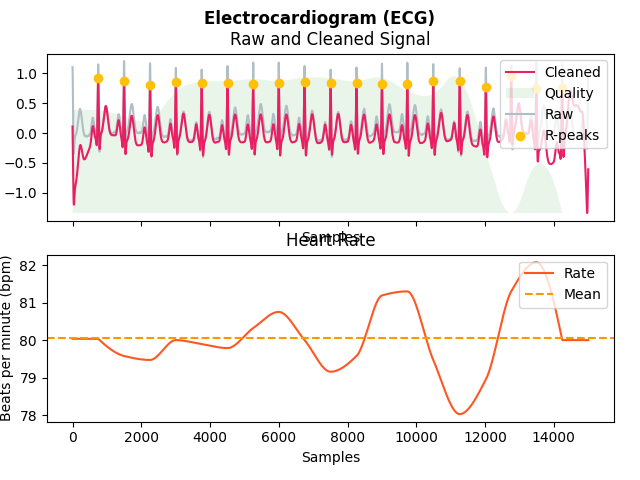 Electrocardiogram (ECG)
Raw and Cleaned Signal
1.0
0.5
0.0
−0.5
−1.0
Cleaned
Quality
Raw
R-peaks
Samples
Heart Rate
82
81
80
79
78
Beats per minute (bpm)
Rate
Mean
0
2000
4000
6000
8000
10000
12000
14000
Samples